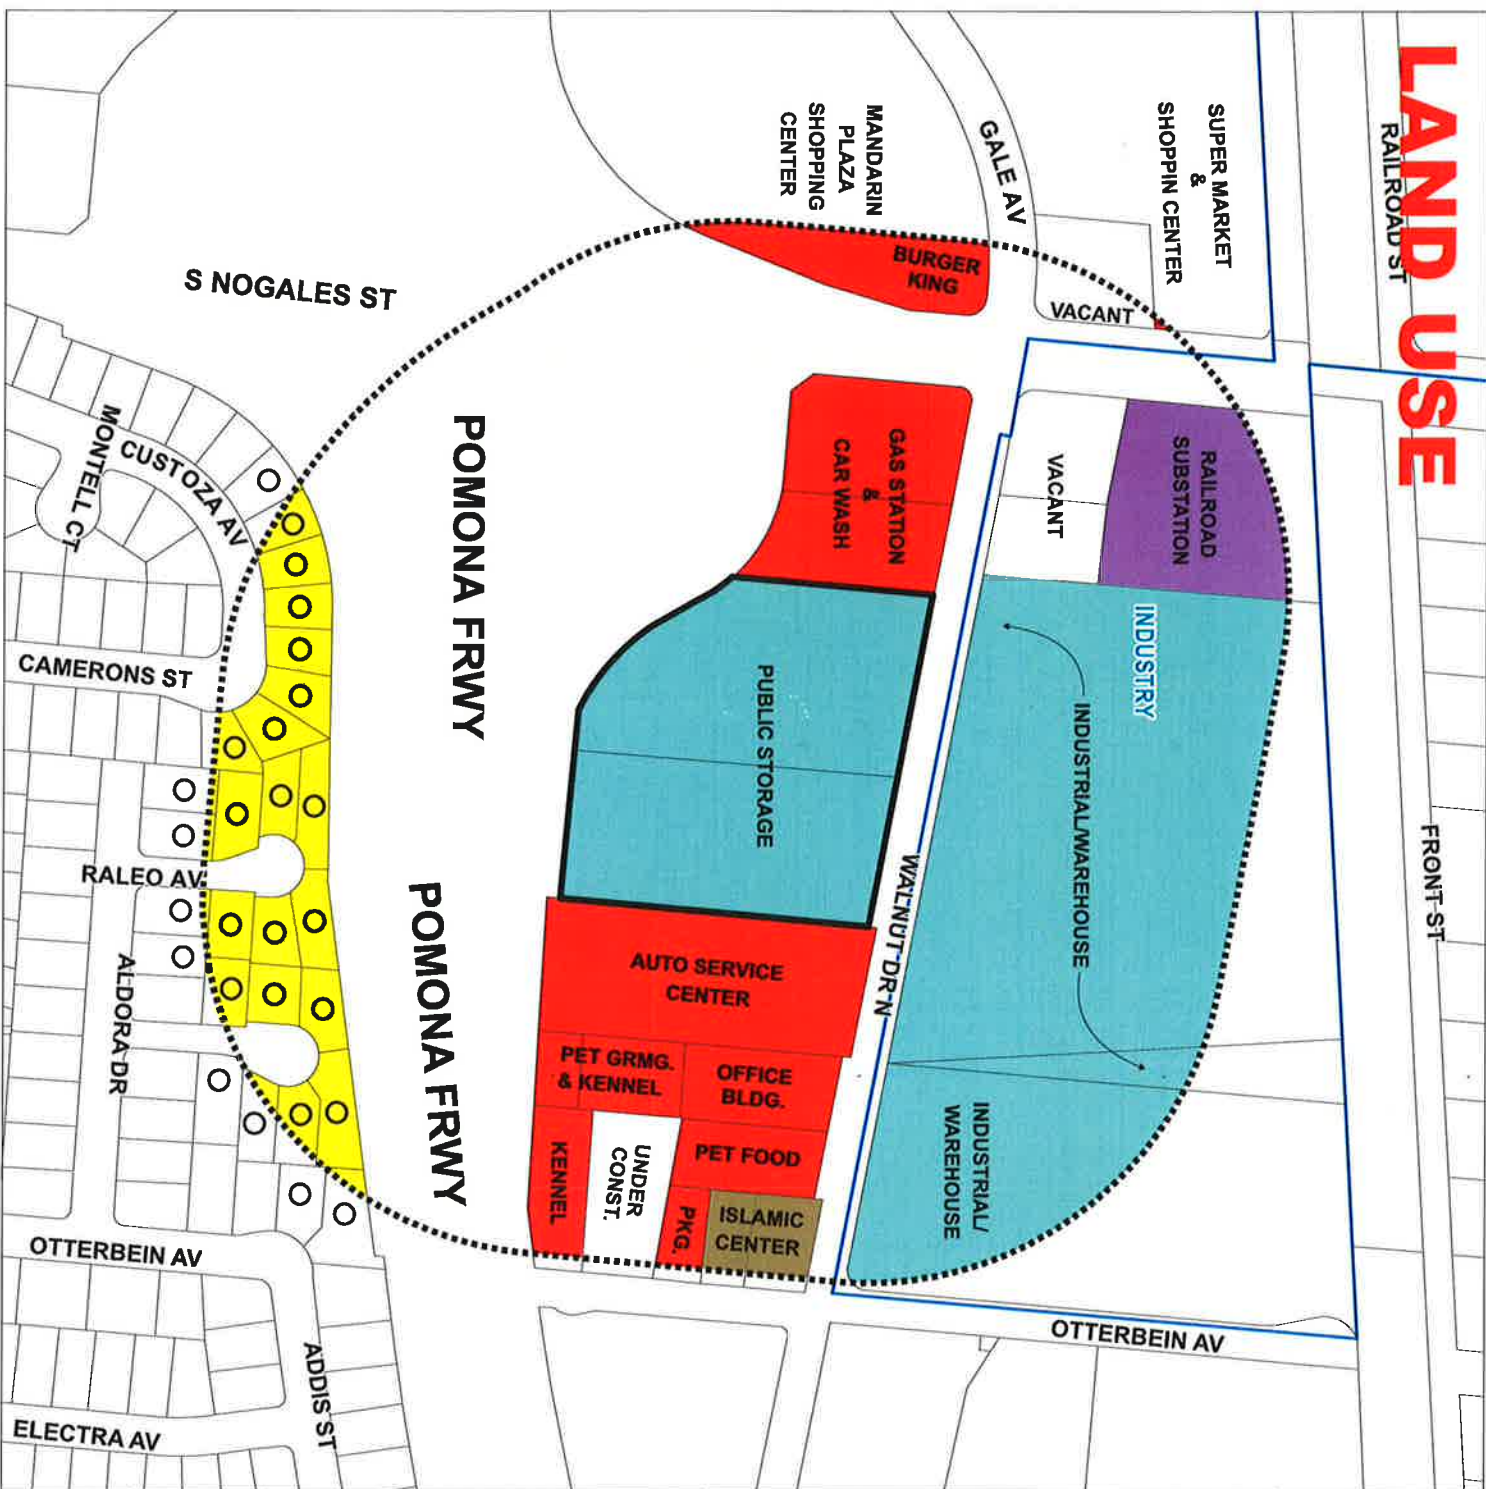 LAND USE
RAILROAD ST
SUPER MARKET
&
SHOPPIN CENTER
GALE AV
MANDARIN
PLAZA
SHOPPING
CENTER
BURGER
KING
VACANT
S NOGALES ST
RAILROAD
SUBSTATION
VACANT
GAS STATION
&
CAR WASH
INDUSTRY
INDUSTRIAL/WAREHOUSE
PUBLIC STORAGE
WALNUT DR N
FRONT ST
POMONA FRWY
POMONA FRWY
MONTELL CT
CUSTOZA AV
CAMERONS ST
RALEO AV
ALDORA DR
AUTO SERVICE
CENTER
PET GRMG.
& KENNEL
OFFICE
BLDG.
KENNEL
UNDER
CONST.
PET FOOD
PKG.
ISLAMIC
CENTER
INDUSTRIAL/
WAREHOUSE
OTTERBEIN AV
OTTERBEIN AV
ADDIS ST
ELECTRA AV